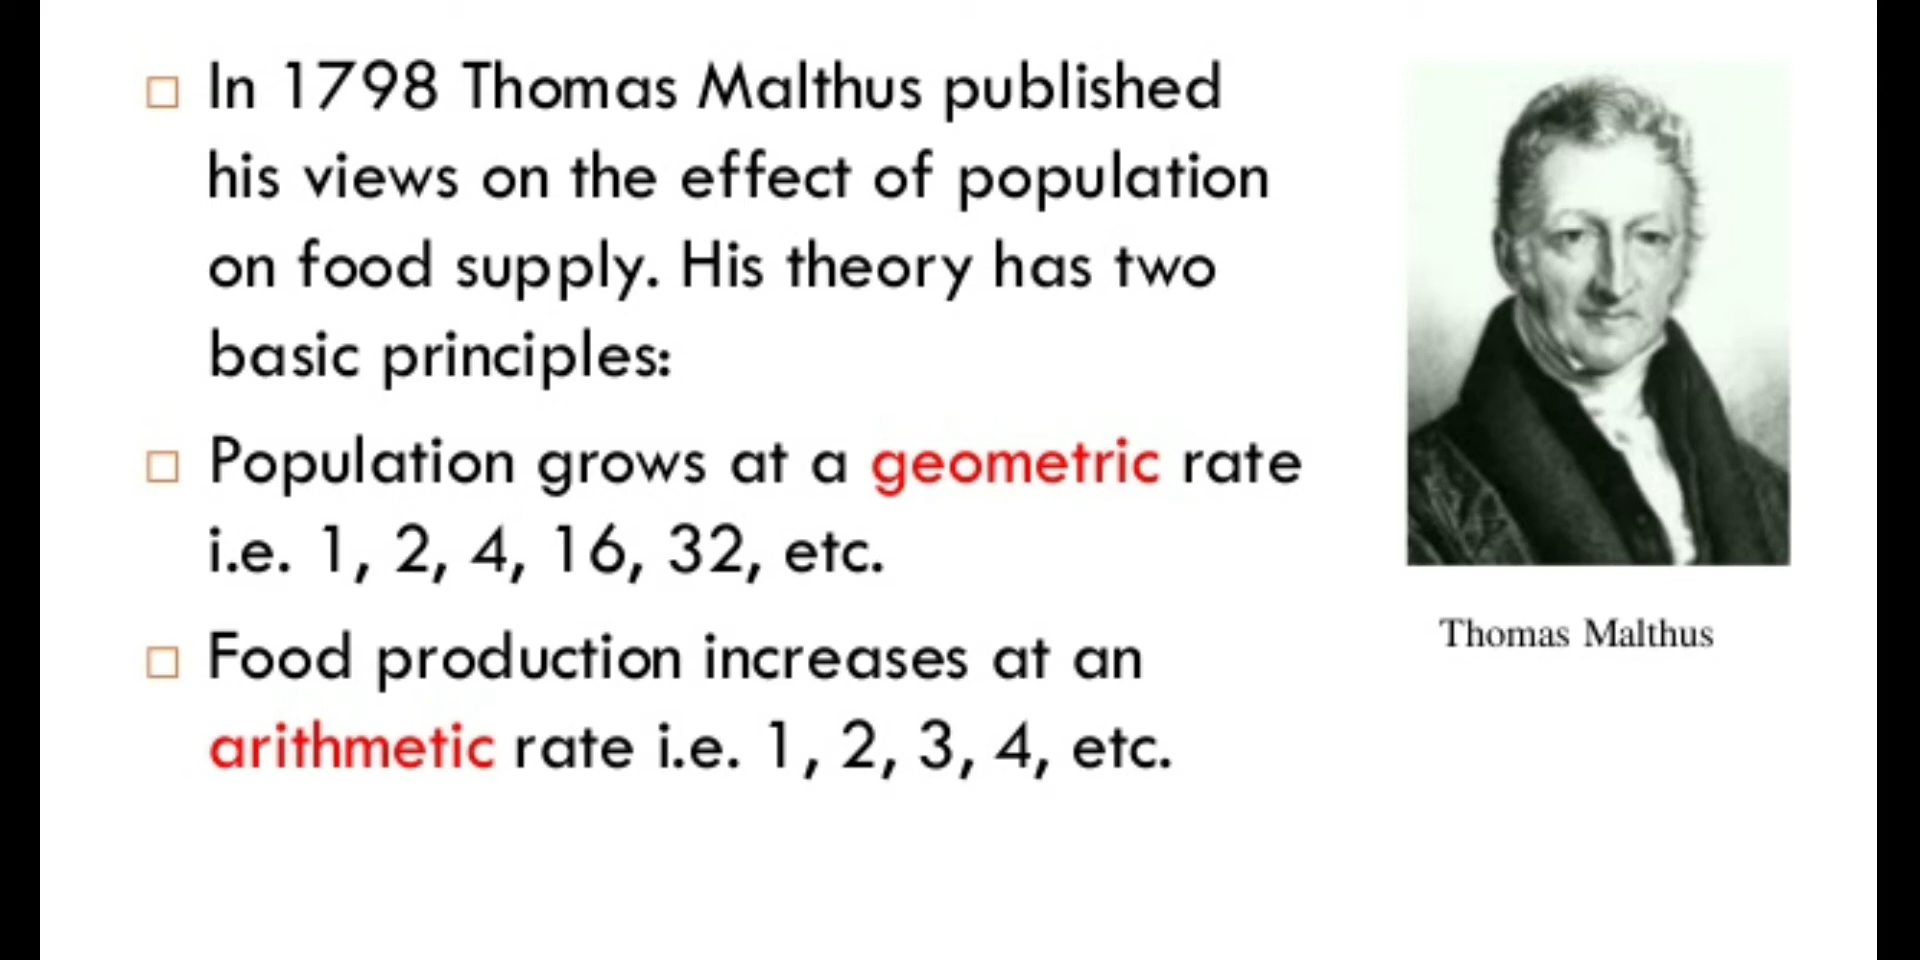 In 1798 Thomas Malthus published
his views on the effect of population
on food supply. His theory has two
basic principles:
Population grows at a geometric rate
i.e. 1, 2, 4, 16, 32, etc.
Food production increases at an
arithmetic rate i.e. 1, 2, 3, 4, etc.
Thomas Malthus